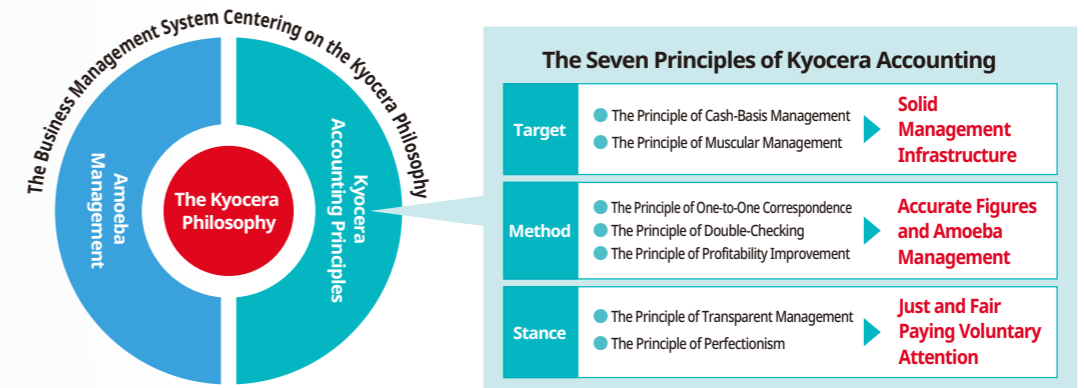 The Business Management System Centering on the Kyocera Philosophy
Amoeba
Management
The Kyocera
Philosophy
Kyocera
Accounting Principles
The Seven Principles of Kyocera Accounting
Target
The Principle of Cash-Basis Management
The Principle of Muscular Management
Solid
Management
Infrastructure
Method
The Principle of One-to-One Correspondence
The Principle of Double-Checking
The Principle of Profitability Improvement
Accurate Figures
and Amoeba
Management
Stance
The Principle of Transparent Management
The Principle of Perfectionism
Just and Fair
Paying Voluntary
Attention